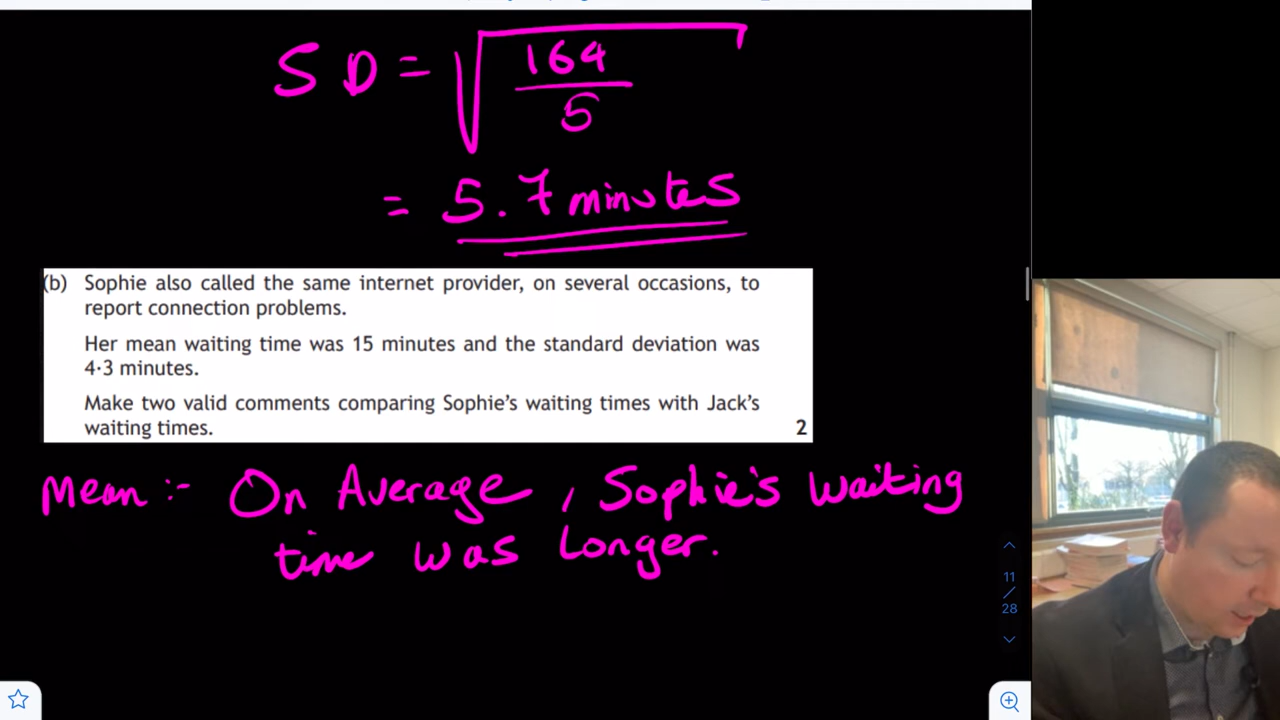 SD = √ 164
5
= 5.7 minutes
(b) Sophie also called the same internet provider, on several occasions, to
report connection problems.
Her mean waiting time was 15 minutes and the standard deviation was
4·3 minutes.
Make two valid comments comparing Sophie's waiting times with Jack's
waiting times.
2
Mean :- On Average, Sophie's waiting
time was longer.
11
/
28